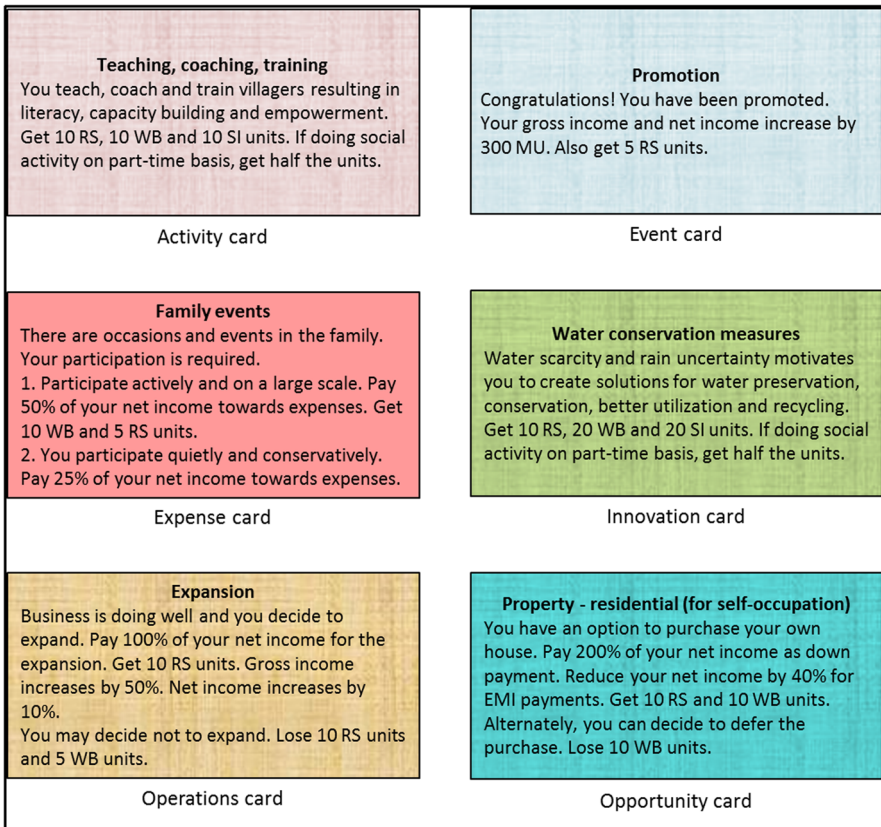 Teaching, coaching, training
You teach, coach and train villagers resulting in
literacy, capacity building and empowerment.
Get 10 RS, 10 WB and 10 SI units. If doing social
activity on part-time basis, get half the units.
Activity card
Promotion
Congratulations! You have been promoted.
Your gross income and net income increase by
300 MU. Also get 5 RS units.
Event card
Family events
There are occasions and events in the family.
Your participation is required.
1. Participate actively and on a large scale. Pay
50% of your net income towards expenses. Get
10 WB and 5 RS units.
2. You participate quietly and conservatively.
Pay 25% of your net income towards expenses.
Expense card
Water conservation measures
Water scarcity and rain uncertainty motivates
you to create solutions for water preservation,
conservation, better utilization and recycling.
Get 10 RS, 20 WB and 20 SI units. If doing social
activity on part-time basis, get half the units.
Innovation card
Expansion
Business is doing well and you decide to
expand. Pay 100% of your net income for the
expansion. Get 10 RS units. Gross income
increases by 50%. Net income increases by
10%.
You may decide not to expand. Lose 10 RS units
and 5 WB units.
Operations card
Property - residential (for self-occupation)
You have an option to purchase your own
house. Pay 200% of your net income as down
payment. Reduce your net income by 40% for
EMI payments. Get 10 RS and 10 WB units.
Alternately, you can decide to defer the
purchase. Lose 10 WB units.
Opportunity card